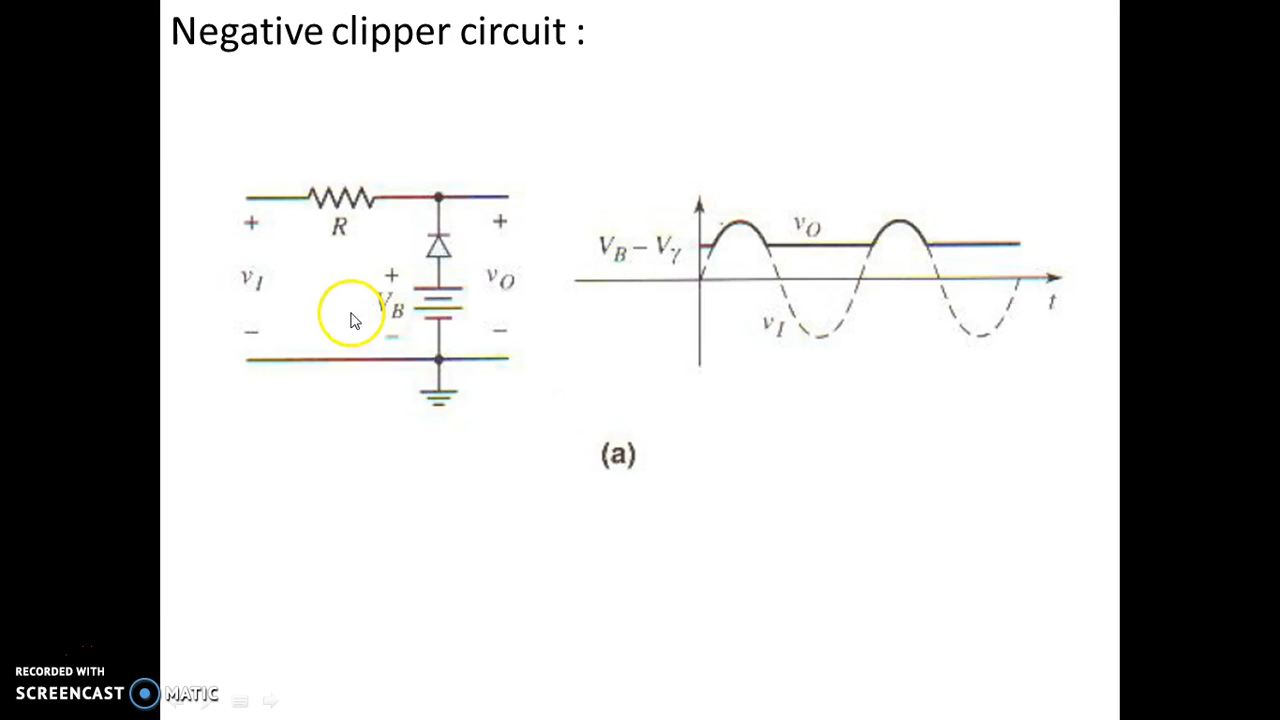 Negative clipper circuit :
+
R
+
v_I
+
V_B
−
v_O
−
−
V_B − V_γ
v_O
v_I
t
(a)
RECORDED WITH
SCREENCAST MATIC